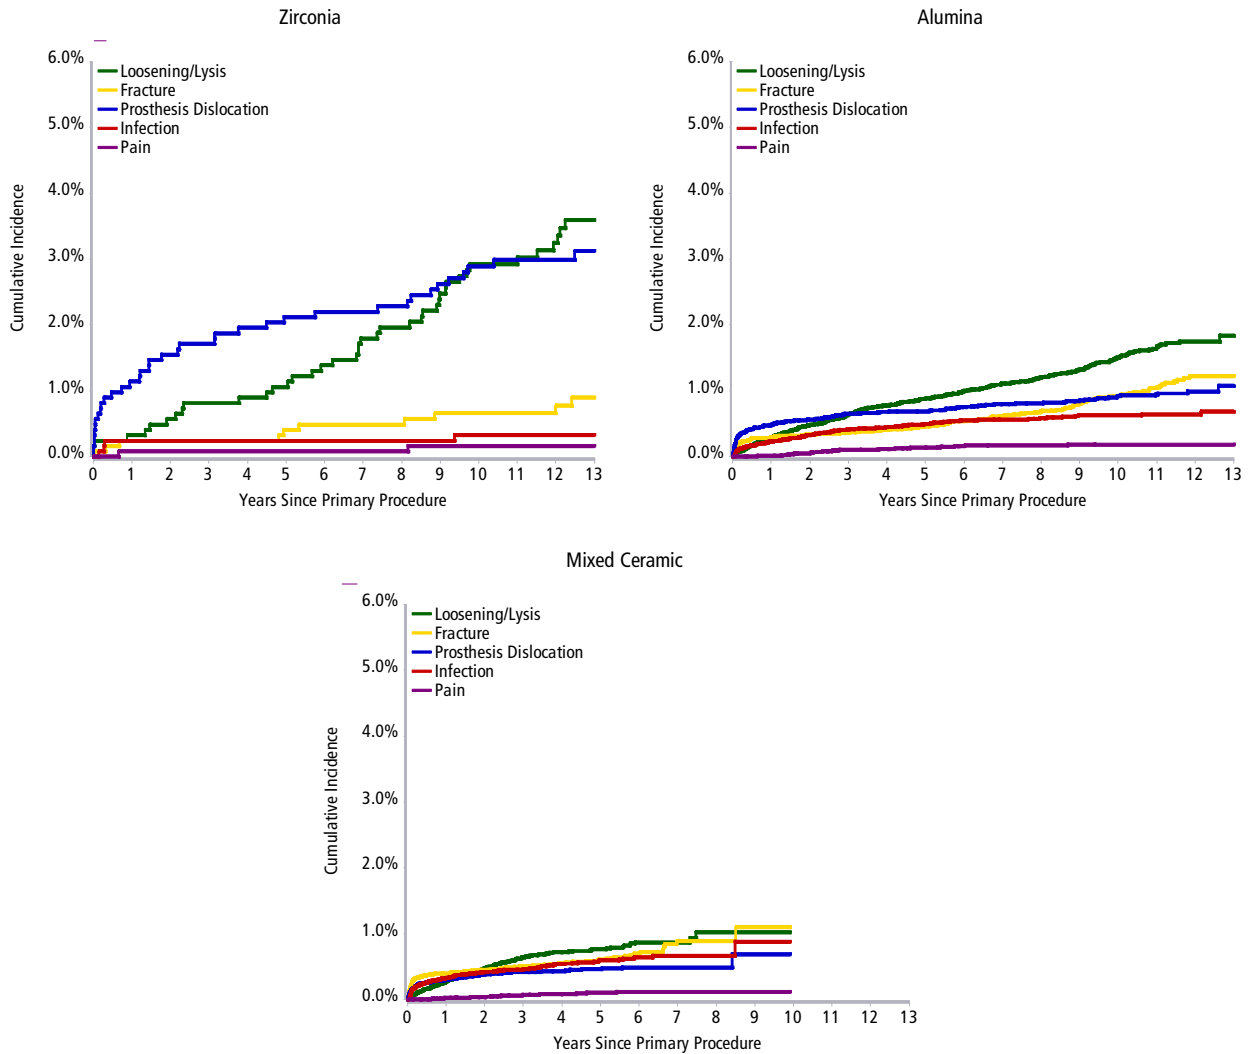 Zirconia
6.0%
5.0%
4.0%
3.0%
2.0%
1.0%
0.0%
Cumulative Incidence
Loosening/Lysis
Fracture
Prosthesis Dislocation
Infection
Pain
0 1 2 3 4 5 6 7 8 9 10 11 12 13
Years Since Primary Procedure
Alumina
6.0%
5.0%
4.0%
3.0%
2.0%
1.0%
0.0%
Cumulative Incidence
Loosening/Lysis
Fracture
Prosthesis Dislocation
Infection
Pain
0 1 2 3 4 5 6 7 8 9 10 11 12 13
Years Since Primary Procedure
Mixed Ceramic
6.0%
5.0%
4.0%
3.0%
2.0%
1.0%
0.0%
Cumulative Incidence
Loosening/Lysis
Fracture
Prosthesis Dislocation
Infection
Pain
0 1 2 3 4 5 6 7 8 9 10 11 12 13
Years Since Primary Procedure